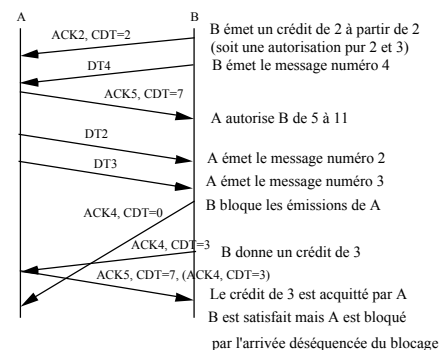 A
B
ACK2, CDT=2
B émet un crédit de 2 à partir de 2
(soit une autorisation pur 2 et 3)
DT4
B émet le message numéro 4
ACK5, CDT=7
A autorise B de 5 à 11
DT2
A émet le message numéro 2
DT3
A émet le message numéro 3
B bloque les émissions de A
ACK4, CDT=0
ACK4, CDT=3
B donne un crédit de 3
ACK5, CDT=7, (ACK4, CDT=3)
Le crédit de 3 est acquitté par A
B est satisfait mais A est bloqué
par l'arrivée déséquencée du blocage